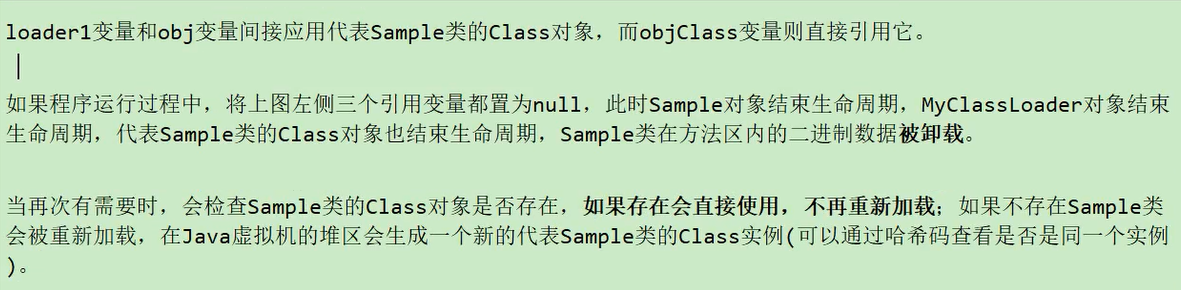 loader1变量和obj变量间接应用代表Sample类的Class对象，而objClass变量则直接引用它。
如果程序运行过程中，将上图左侧三个引用变量都置为null，此时Sample对象结束生命周期，MyClassLoader对象结束
生命周期，代表Sample类的Class对象也结束生命周期，Sample类在方法区内的二进制数据被卸载。
当再次有需要时，会检查Sample类的Class对象是否存在，如果存在会直接使用，不再重新加载；如果不存在Sample类
会被重新加载，在Java虚拟机的堆区会生成一个新的代表Sample类的Class实例(可以通过哈希码查看是否是同一个实例
)。